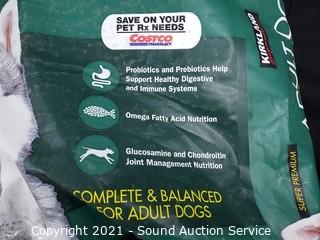 SAVE ON YOUR
PET Rx NEEDS
COSTCO
PHARMACY
KIRKLAND
Probiotics and Prebiotics Help
Support Healthy Digestive
and Immune Systems
Omega Fatty Acid Nutrition
Glucosamine and Chondroitin
Joint Management Nutrition
SUPER PREMIUM
COMPLETE & BALANCED
FOR ADULT DOGS
Copyright 2021 - Sound Auction Service